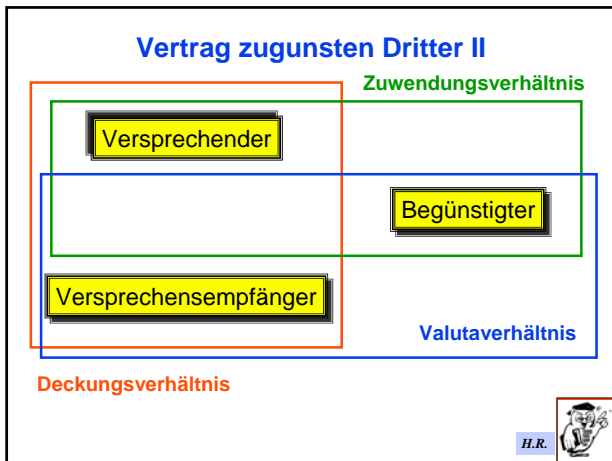 Vertrag zugunsten Dritter II
Zuwendungsverhältnis
Versprechender
Begünstigter
Versprechensempfänger
Valutaverhältnis
Deckungsverhältnis
H.R.